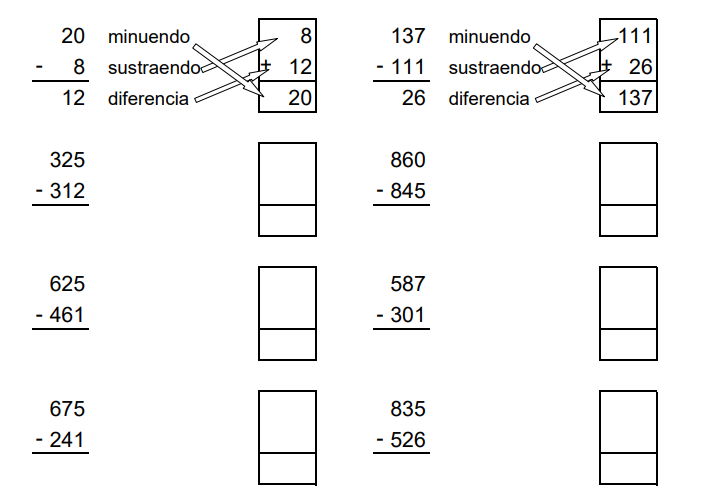 20 minuendo 8 137 minuendo 111
- 8 sustraendo + 12 - 111 sustraendo + 26
12 diferencia 20 26 diferencia 137
325 860
- 312 - 845
625 587
- 461 - 301
675 835
- 241 - 526